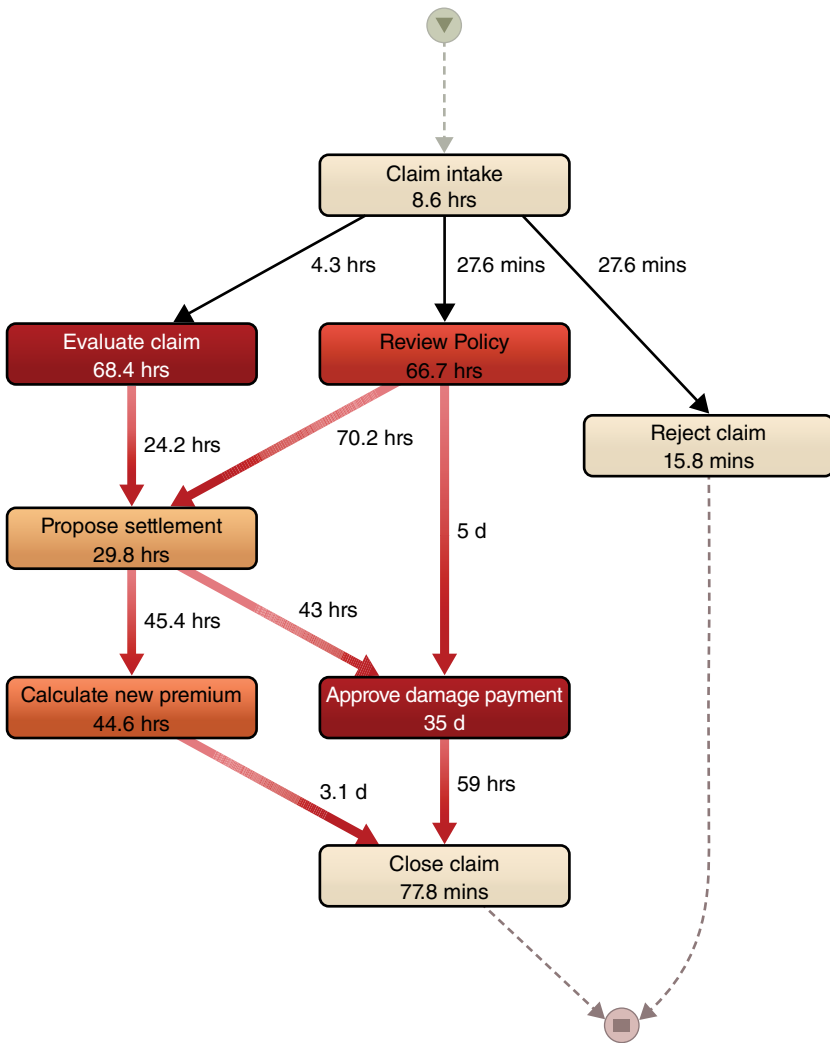 Claim intake
8.6 hrs
4.3 hrs
27.6 mins
27.6 mins
Evaluate claim
68.4 hrs
Review Policy
66.7 hrs
Reject claim
15.8 mins
24.2 hrs
70.2 hrs
Propose settlement
29.8 hrs
5 d
45.4 hrs
43 hrs
Calculate new premium
44.6 hrs
Approve damage payment
35 d
3.1 d
59 hrs
Close claim
77.8 mins